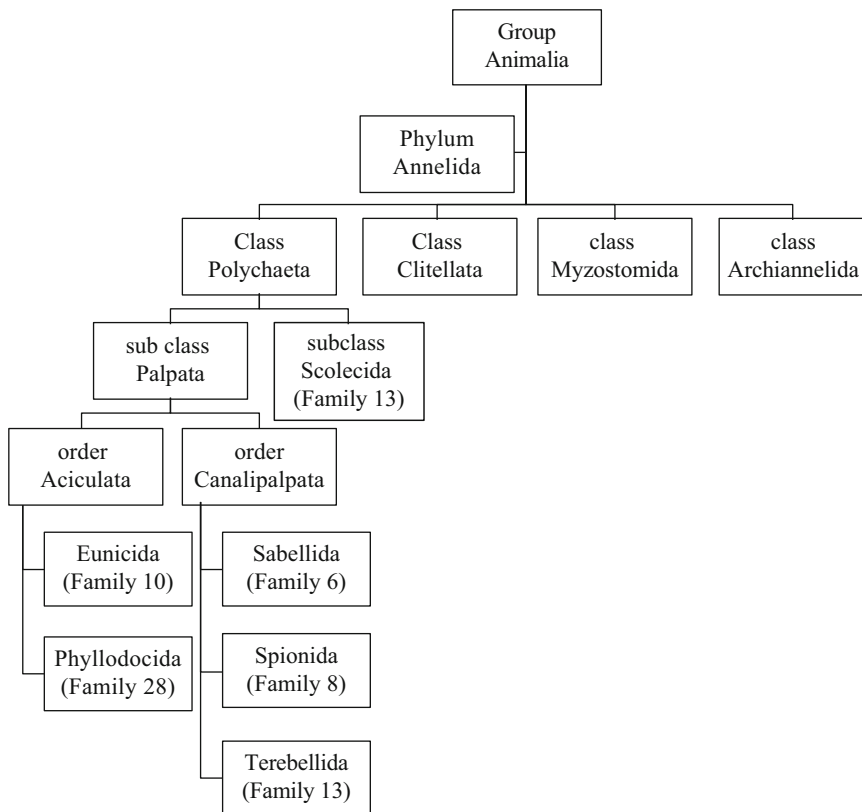 Group
Animalia
Phylum
Annelida
Class
Polychaeta
Class
Clitellata
class
Myzostomida
class
Archiannelida
sub class
Palpata
subclass
Scolecida
(Family 13)
order
Aciculata
order
Canalipalpata
Eunicida
(Family 10)
Sabellida
(Family 6)
Phyllodocida
(Family 28)
Spionida
(Family 8)
Terebellida
(Family 13)